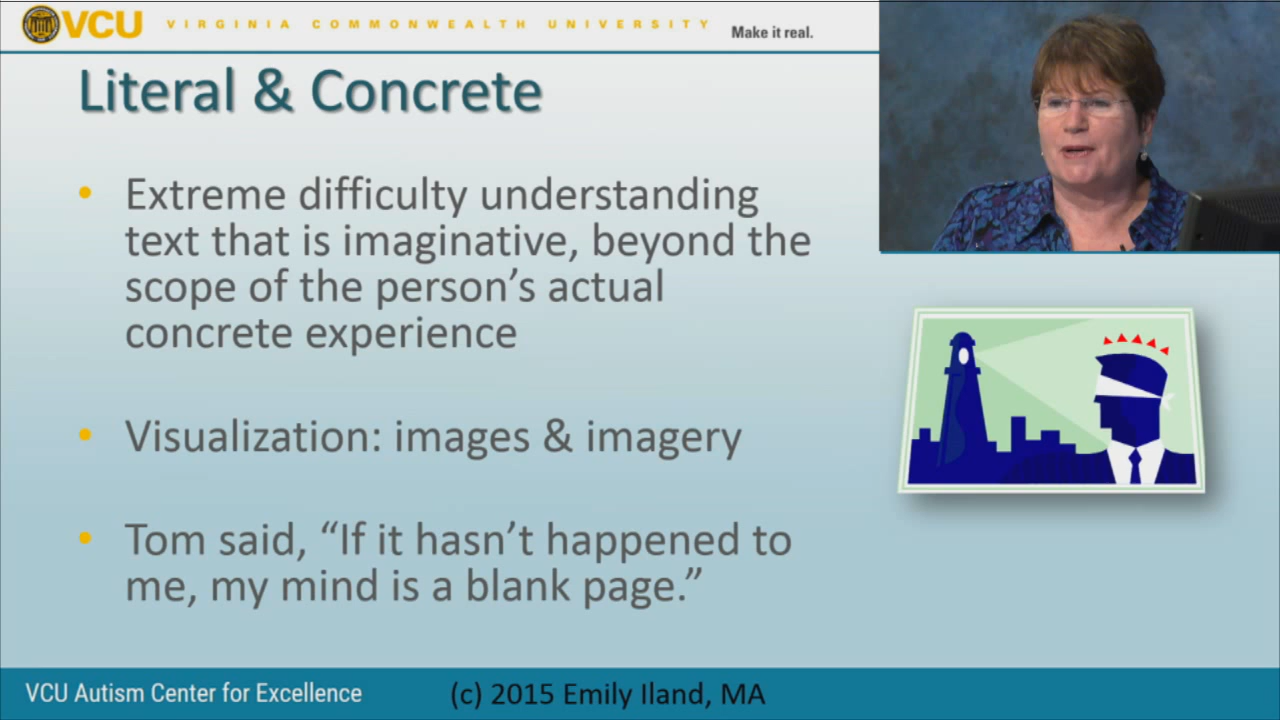 VCU VIRGINIA COMMONWEALTH UNIVERSITY Make it real.
Literal & Concrete
• Extreme difficulty understanding
text that is imaginative, beyond the
scope of the person’s actual
concrete experience
• Visualization: images & imagery
• Tom said, “If it hasn’t happened to
me, my mind is a blank page.”
VCU Autism Center for Excellence (c) 2015 Emily Iland, MA